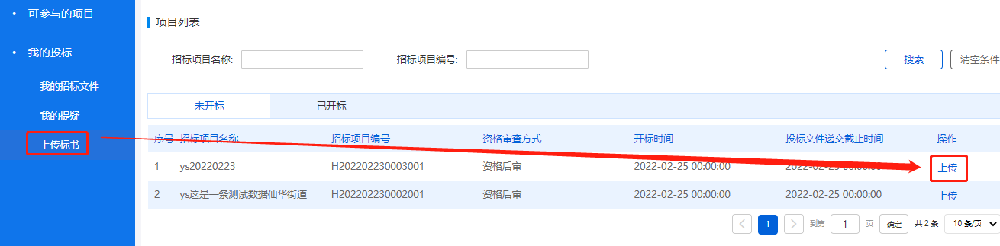 可参与的项目
我的投标
我的招标文件
我的提疑
上传标书
项目列表
招标项目名称: 招标项目编号: 搜索 清空条件
未开标 已开标
序号 招标项目名称 招标项目编号 资格审查方式 开标时间 投标文件递交截止时间 操作
1 ys20220223 H202202230003001 资格后审 2022-02-25 00:00:00 2022-02-25 00:00:00 上传
2 ys这是一条测试数据仙华街道 H202202230002001 资格后审 2022-02-25 00:00:00 2022-02-25 00:00:00 上传
1 到第 1 页 确定 共 2 条 10 条/页